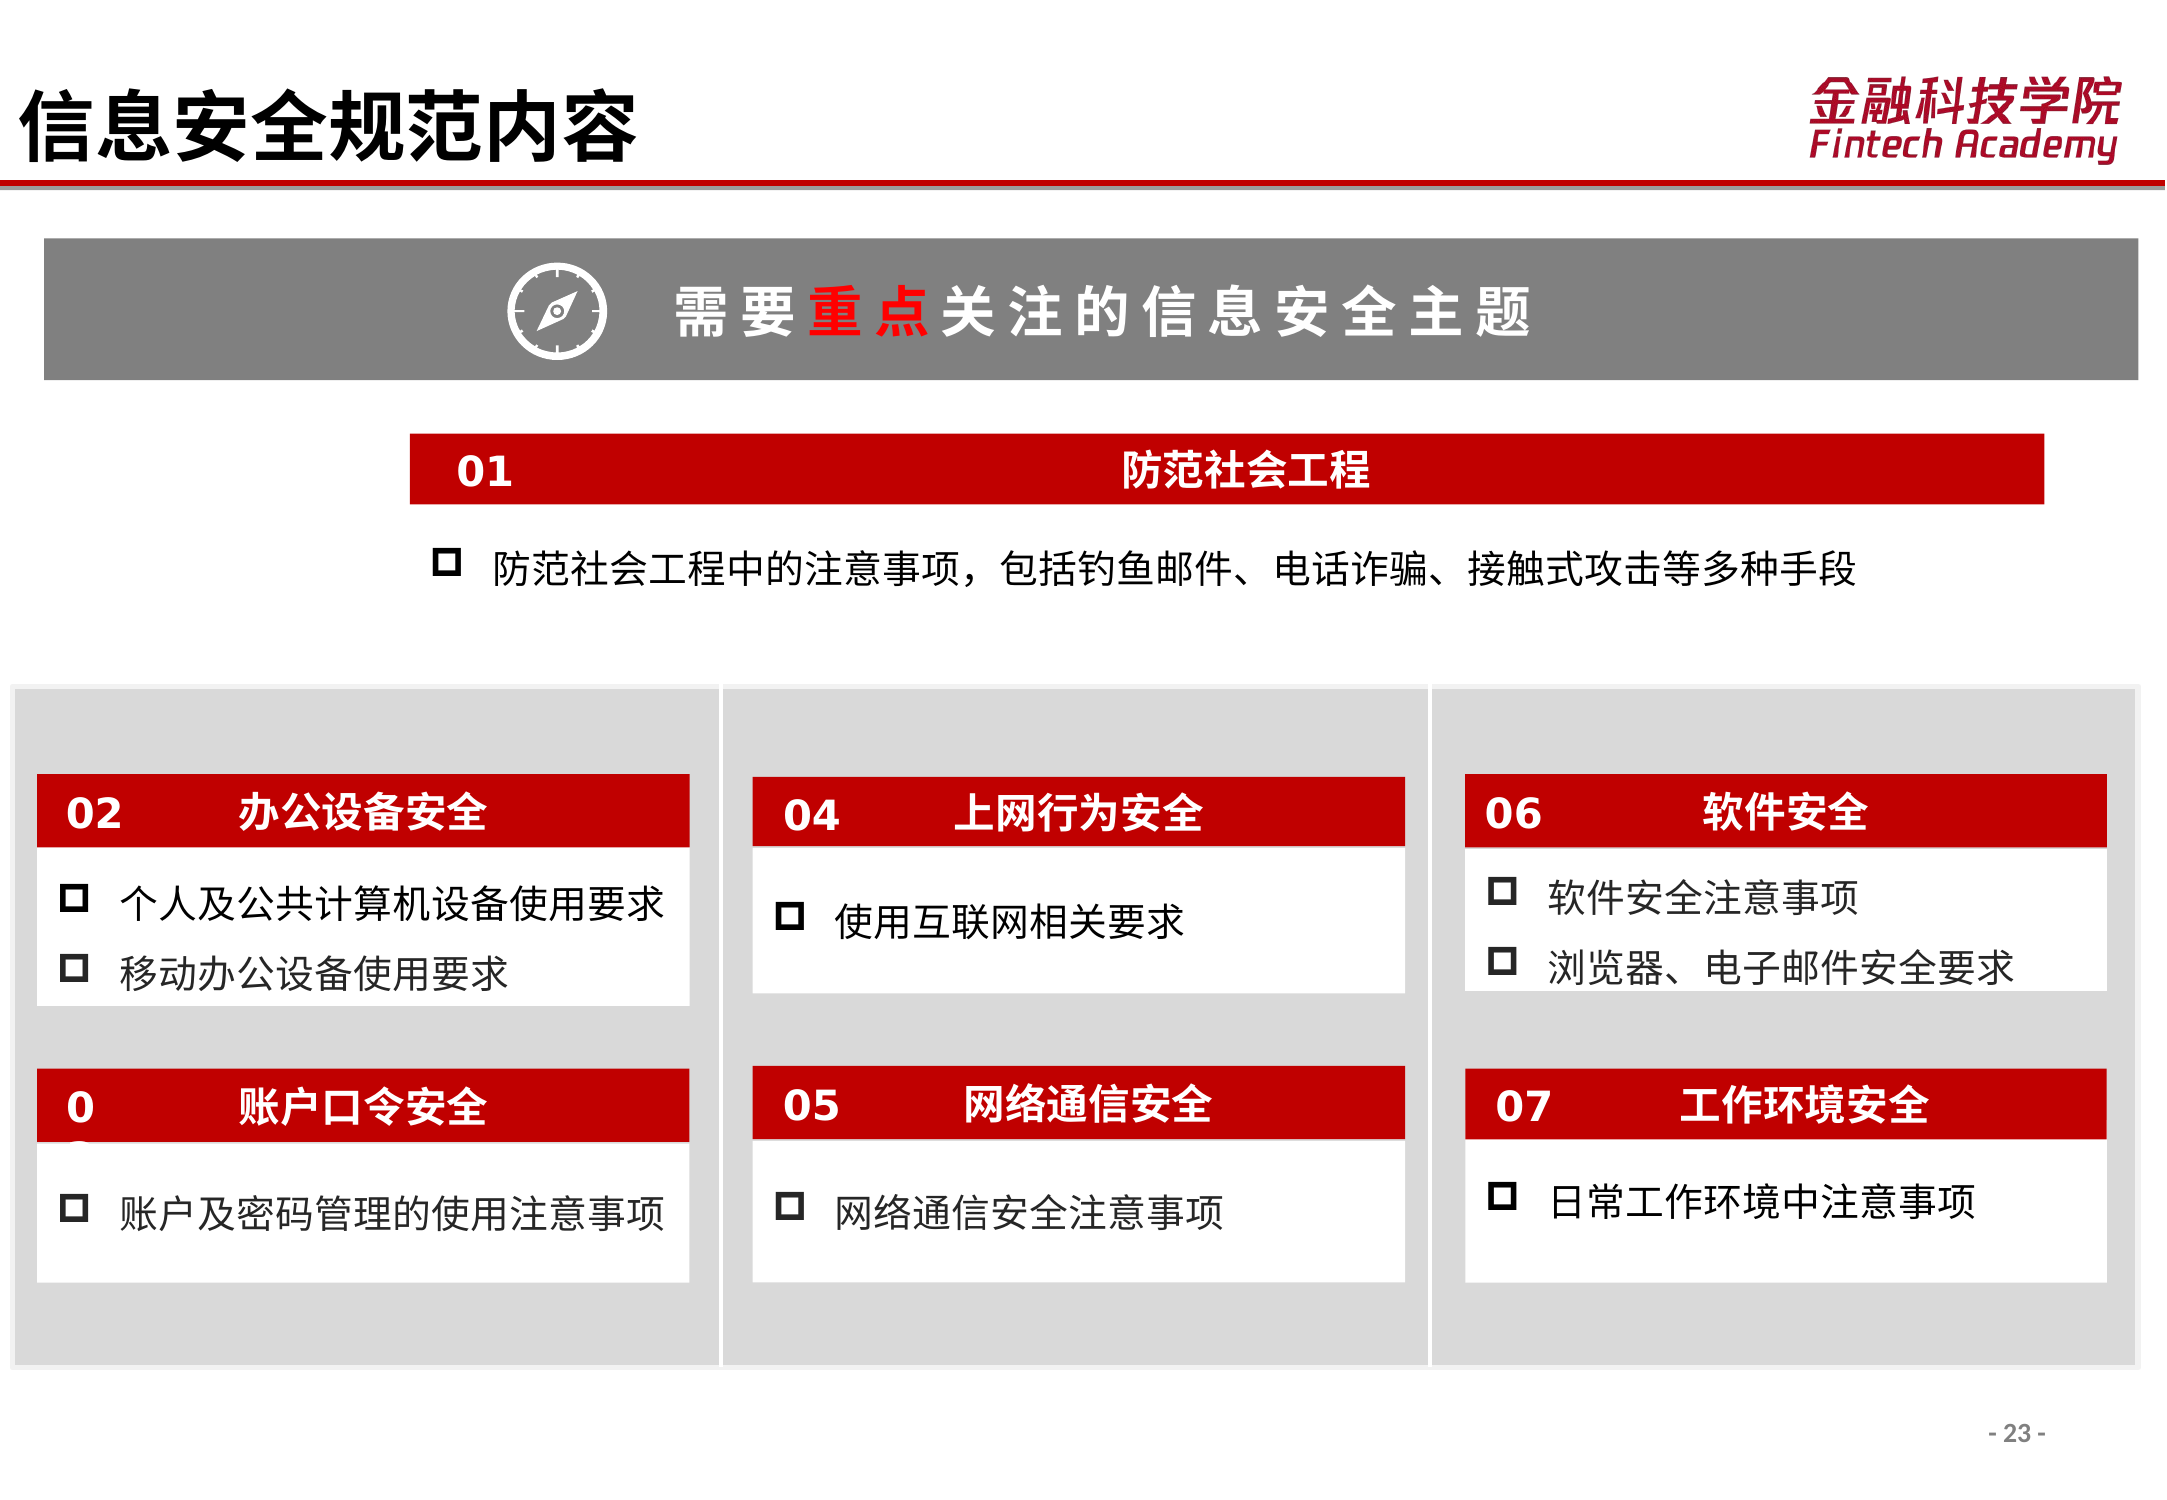 信息安全规范内容
金融科技学院
Fintech Academy
需要重点关注的信息安全主题
01 防范社会工程
防范社会工程中的注意事项，包括钓鱼邮件、电话诈骗、接触式攻击等多种手段
02 办公设备安全
个人及公共计算机设备使用要求
移动办公设备使用要求
0 账户口令安全
账户及密码管理的使用注意事项
04 上网行为安全
使用互联网相关要求
05 网络通信安全
网络通信安全注意事项
06 软件安全
软件安全注意事项
浏览器、电子邮件安全要求
07 工作环境安全
日常工作环境中注意事项
- 23 -